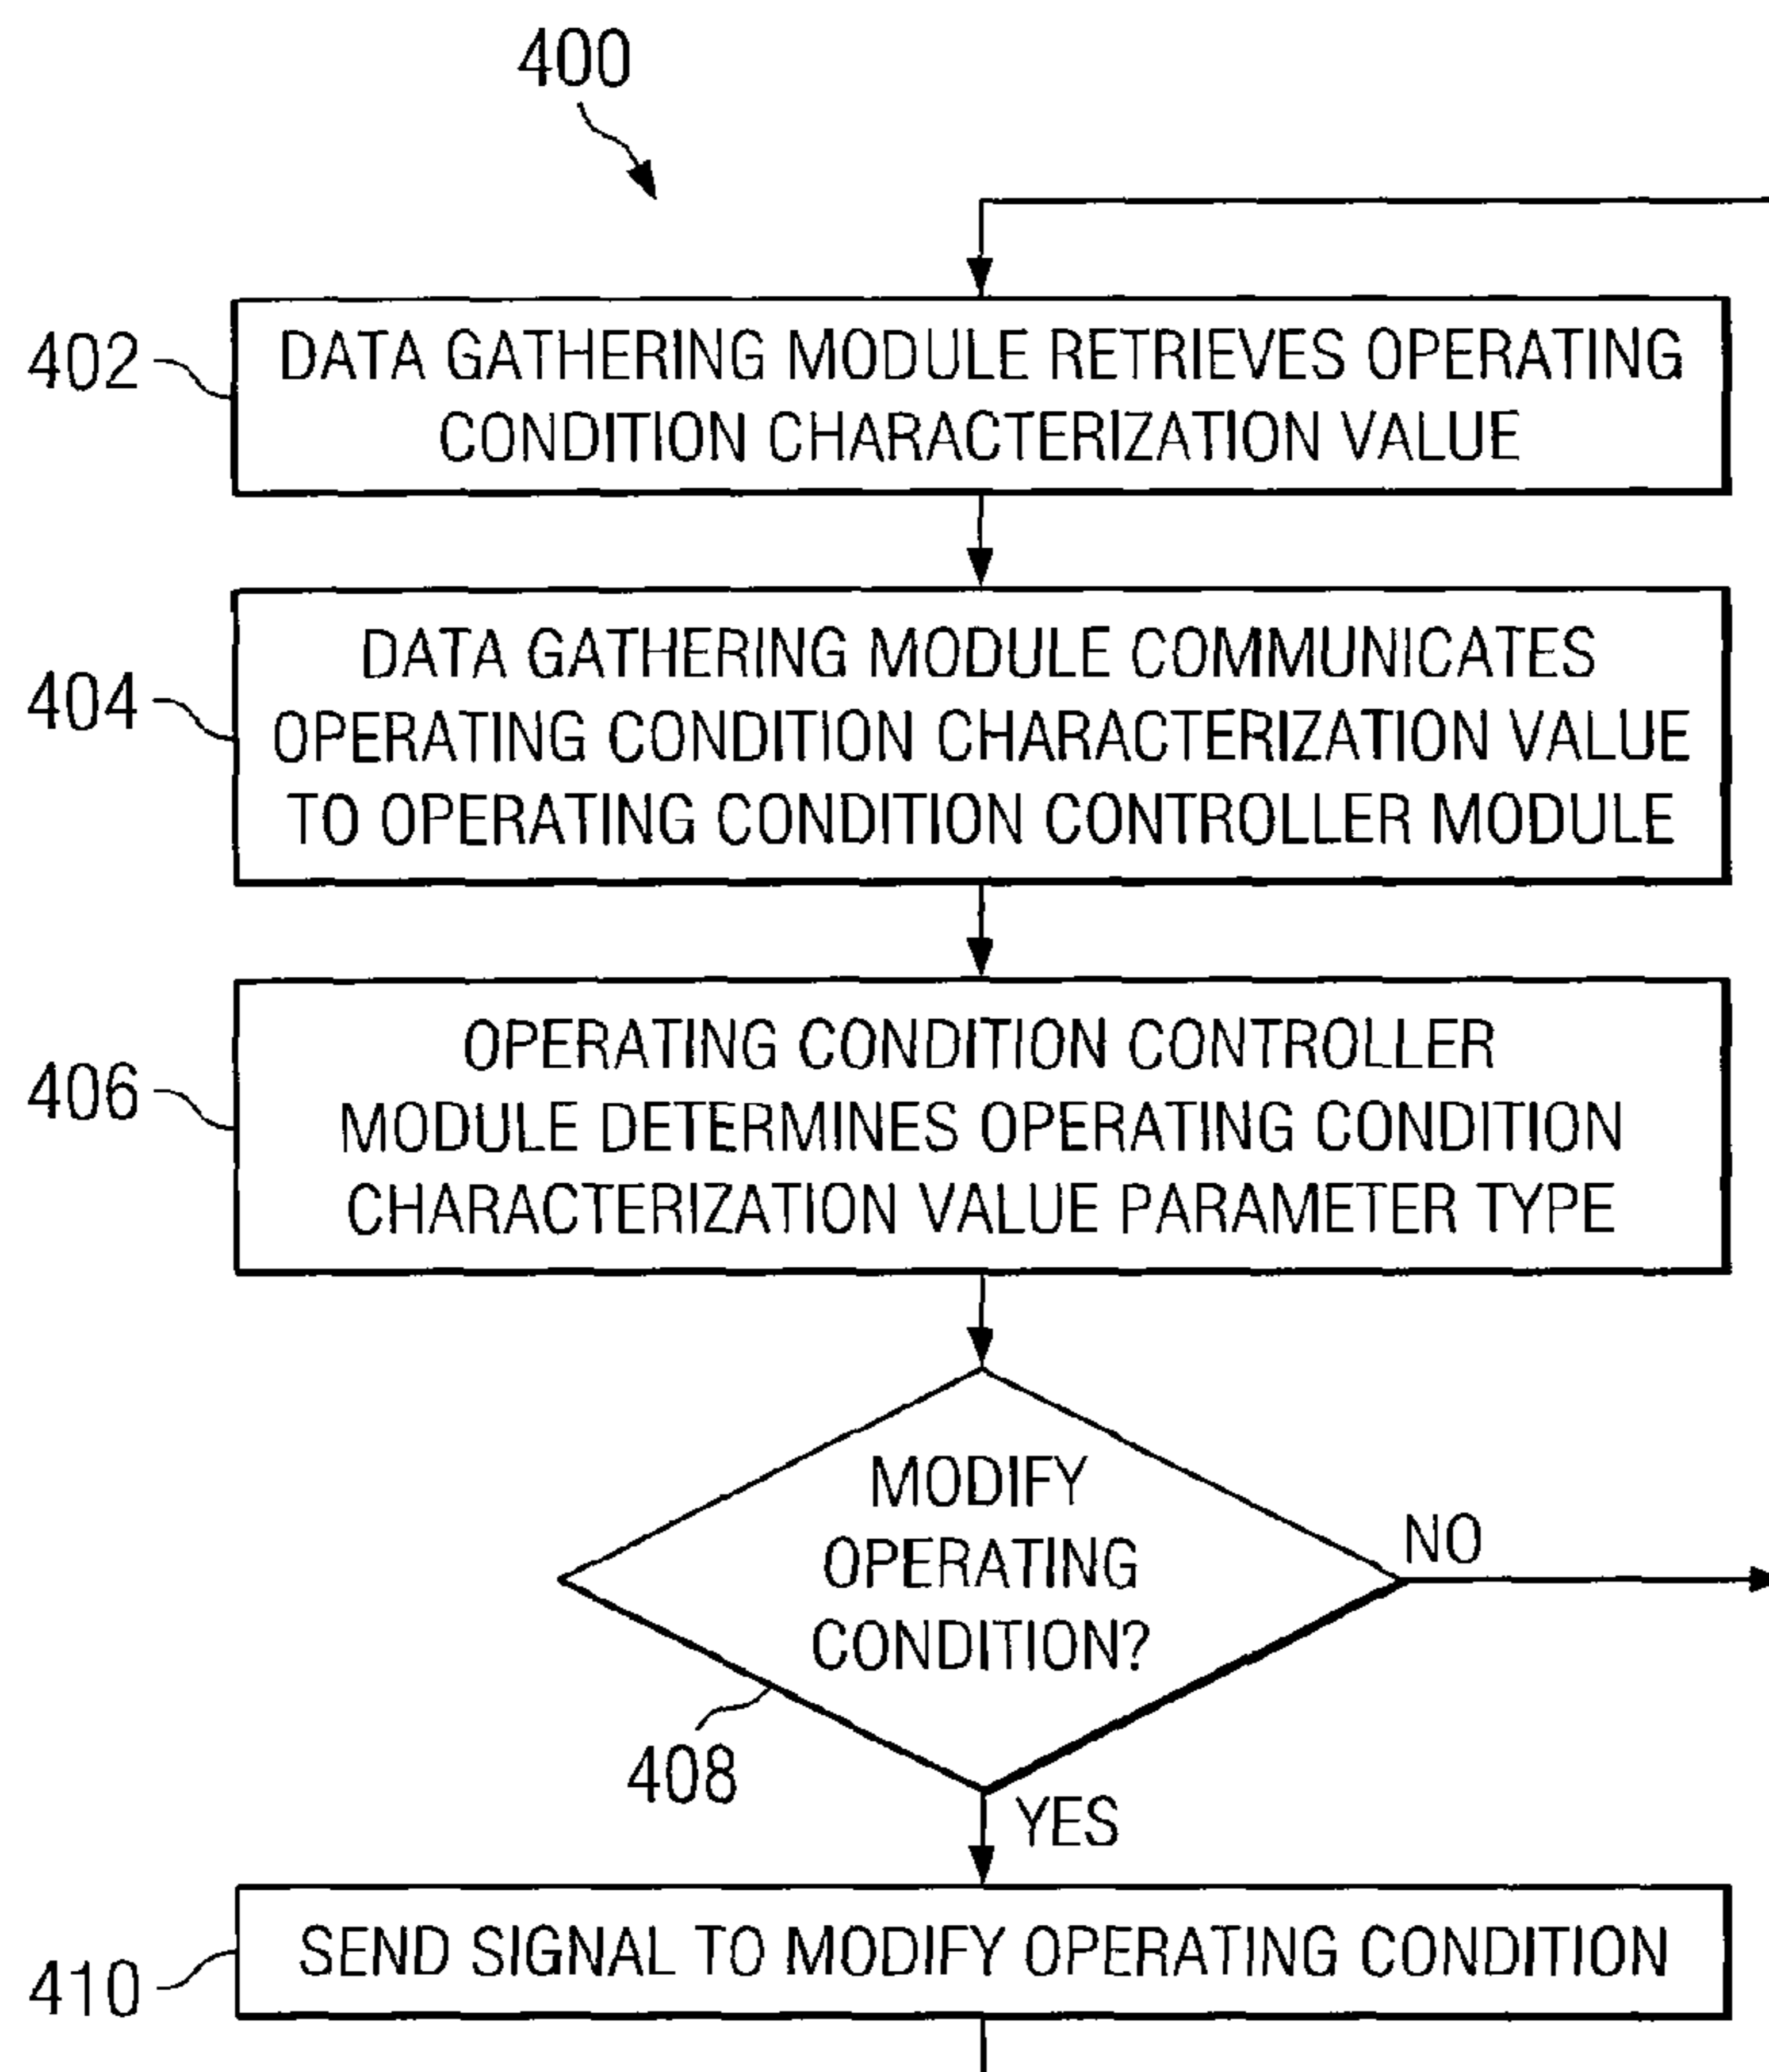 400
402
DATA GATHERING MODULE RETRIEVES OPERATING
CONDITION CHARACTERIZATION VALUE
404
DATA GATHERING MODULE COMMUNICATES
OPERATING CONDITION CHARACTERIZATION VALUE
TO OPERATING CONDITION CONTROLLER MODULE
406
OPERATING CONDITION CONTROLLER
MODULE DETERMINES OPERATING CONDITION
CHARACTERIZATION VALUE PARAMETER TYPE
MODIFY
OPERATING
CONDITION?
NO
408
YES
410
SEND SIGNAL TO MODIFY OPERATING CONDITION